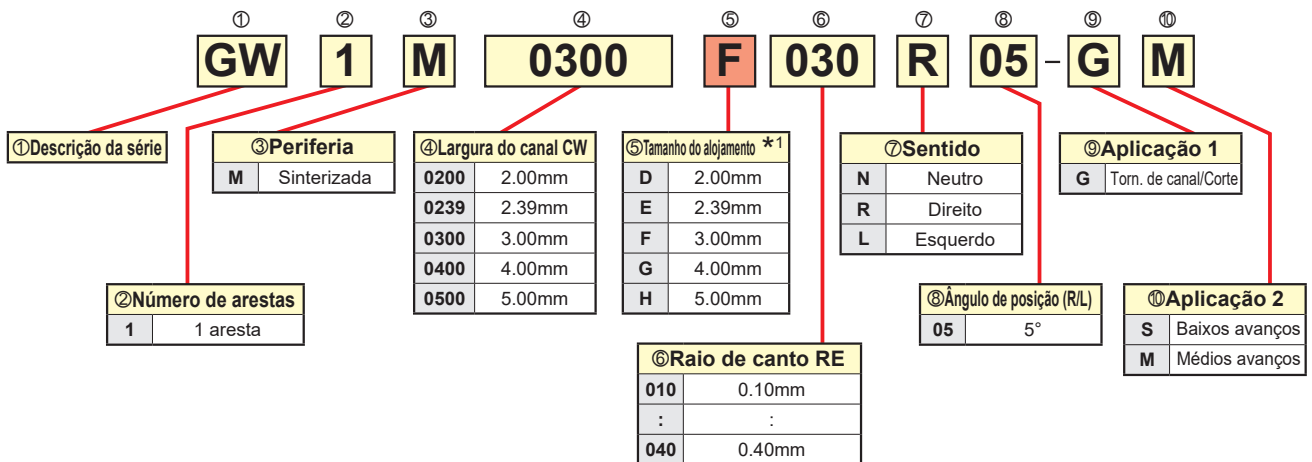 ① ② ③ ④ ⑤ ⑥ ⑦ ⑧ ⑨ ⑩
GW 1 M 0300 F 030 R 05 - G M
①Descrição da série
③Periferia
M Sinterizada
④Largura do canal CW
0200 2.00mm
0239 2.39mm
0300 3.00mm
0400 4.00mm
0500 5.00mm
⑤Tamanho do alojamento *1
D 2.00mm
E 2.39mm
F 3.00mm
G 4.00mm
H 5.00mm
⑦Sentido
N Neutro
R Direito
L Esquerdo
⑨Aplicação 1
G Torn. de canal/Corte
②Número de arestas
1 1 aresta
⑧Ângulo de posição (R/L)
05 5°
⑩Aplicação 2
S Baixos avanços
M Médios avanços
⑥Raio de canto RE
010 0.10mm
: :
040 0.40mm